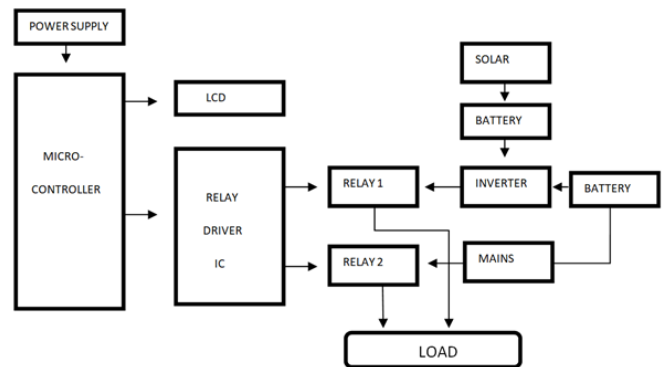 POWER SUPPLY
SOLAR
LCD
BATTERY
MICRO-
CONTROLLER
RELAY
DRIVER
IC
RELAY 1
INVERTER
BATTERY
RELAY 2
MAINS
LOAD